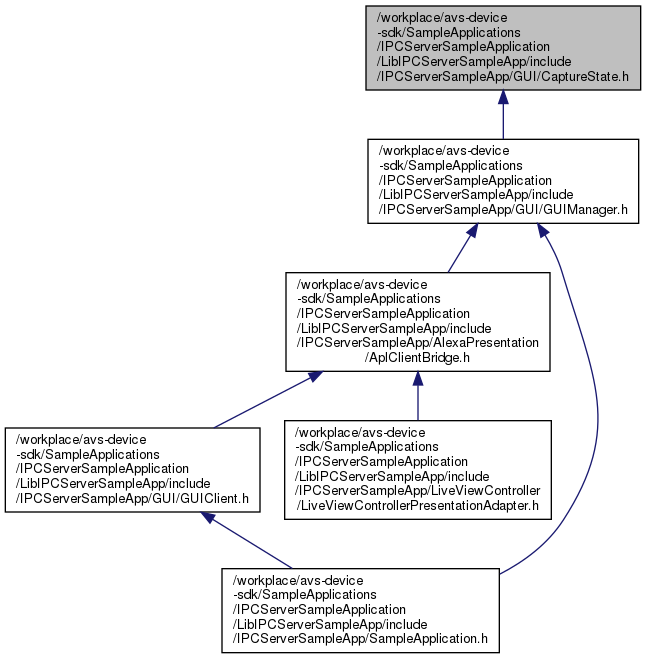 /workplace/avs-device
-sdk/SampleApplications
/IPCServerSampleApplication
/LibIPCServerSampleApp/include
/IPCServerSampleApp/GUI/CaptureState.h
/workplace/avs-device
-sdk/SampleApplications
/IPCServerSampleApplication
/LibIPCServerSampleApp/include
/IPCServerSampleApp/GUI/GUIManager.h
/workplace/avs-device
-sdk/SampleApplications
/IPCServerSampleApplication
/LibIPCServerSampleApp/include
/IPCServerSampleApp/AlexaPresentation
/AplClientBridge.h
/workplace/avs-device
-sdk/SampleApplications
/IPCServerSampleApplication
/LibIPCServerSampleApp/include
/IPCServerSampleApp/GUI/GUIClient.h
/workplace/avs-device
-sdk/SampleApplications
/IPCServerSampleApplication
/LibIPCServerSampleApp/include
/IPCServerSampleApp/LiveViewController
/LiveViewControllerPresentationAdapter.h
/workplace/avs-device
-sdk/SampleApplications
/IPCServerSampleApplication
/LibIPCServerSampleApp/include
/IPCServerSampleApp/SampleApplication.h